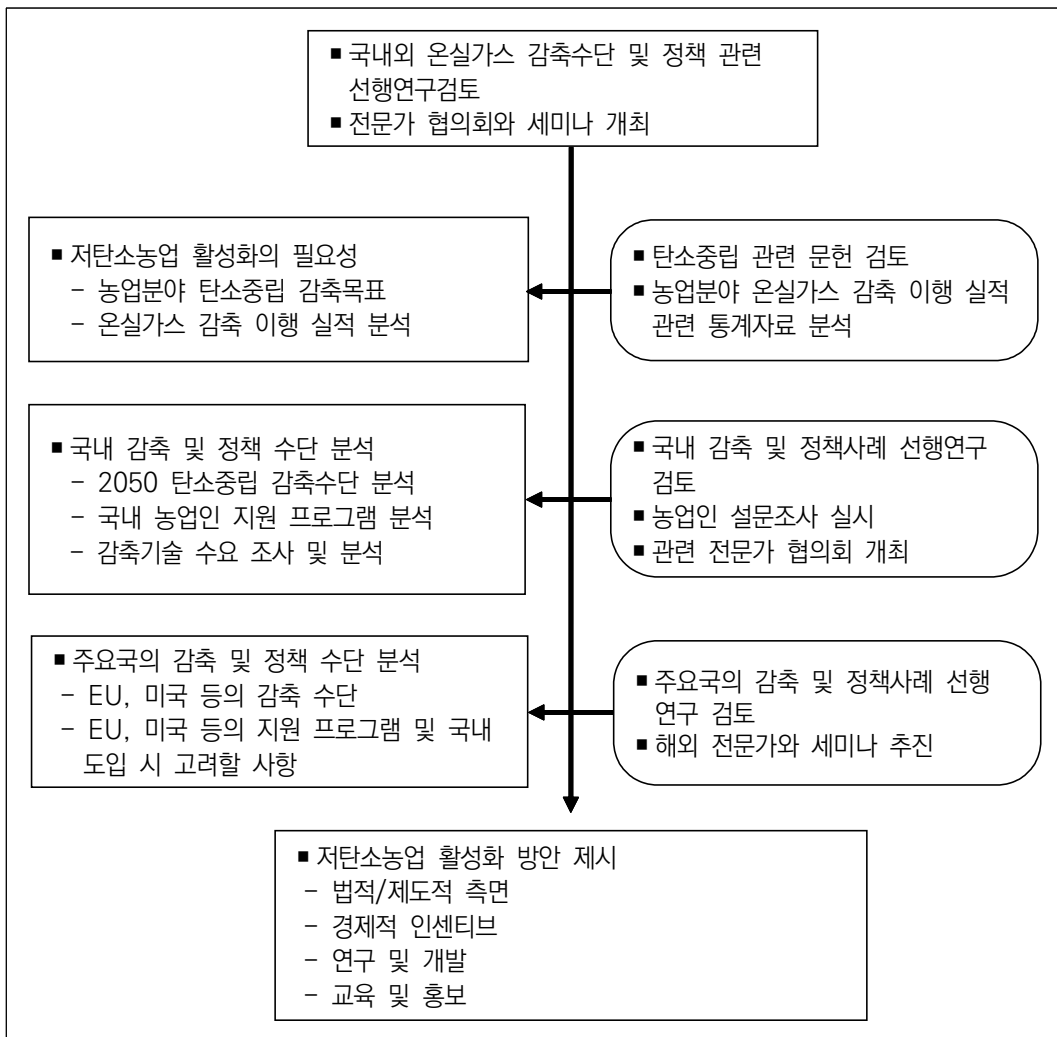 ■ 국내외 온실가스 감축수단 및 정책 관련
선행연구검토
■ 전문가 협의회와 세미나 개최
■ 저탄소농업 활성화의 필요성
- 농업분야 탄소중립 감축목표
- 온실가스 감축 이행 실적 분석
■ 탄소중립 관련 문헌 검토
■ 농업분야 온실가스 감축 이행 실적
관련 통계자료 분석
■ 국내 감축 및 정책 수단 분석
- 2050 탄소중립 감축수단 분석
- 국내 농업인 지원 프로그램 분석
- 감축기술 수요 조사 및 분석
■ 국내 감축 및 정책사례 선행연구
검토
■ 농업인 설문조사 실시
■ 관련 전문가 협의회 개최
■ 주요국의 감축 및 정책 수단 분석
- EU, 미국 등의 감축 수단
- EU, 미국 등의 지원 프로그램 및 국내
도입 시 고려할 사항
■ 주요국의 감축 및 정책사례 선행
연구 검토
■ 해외 전문가와 세미나 추진
■ 저탄소농업 활성화 방안 제시
- 법적/제도적 측면
- 경제적 인센티브
- 연구 및 개발
- 교육 및 홍보